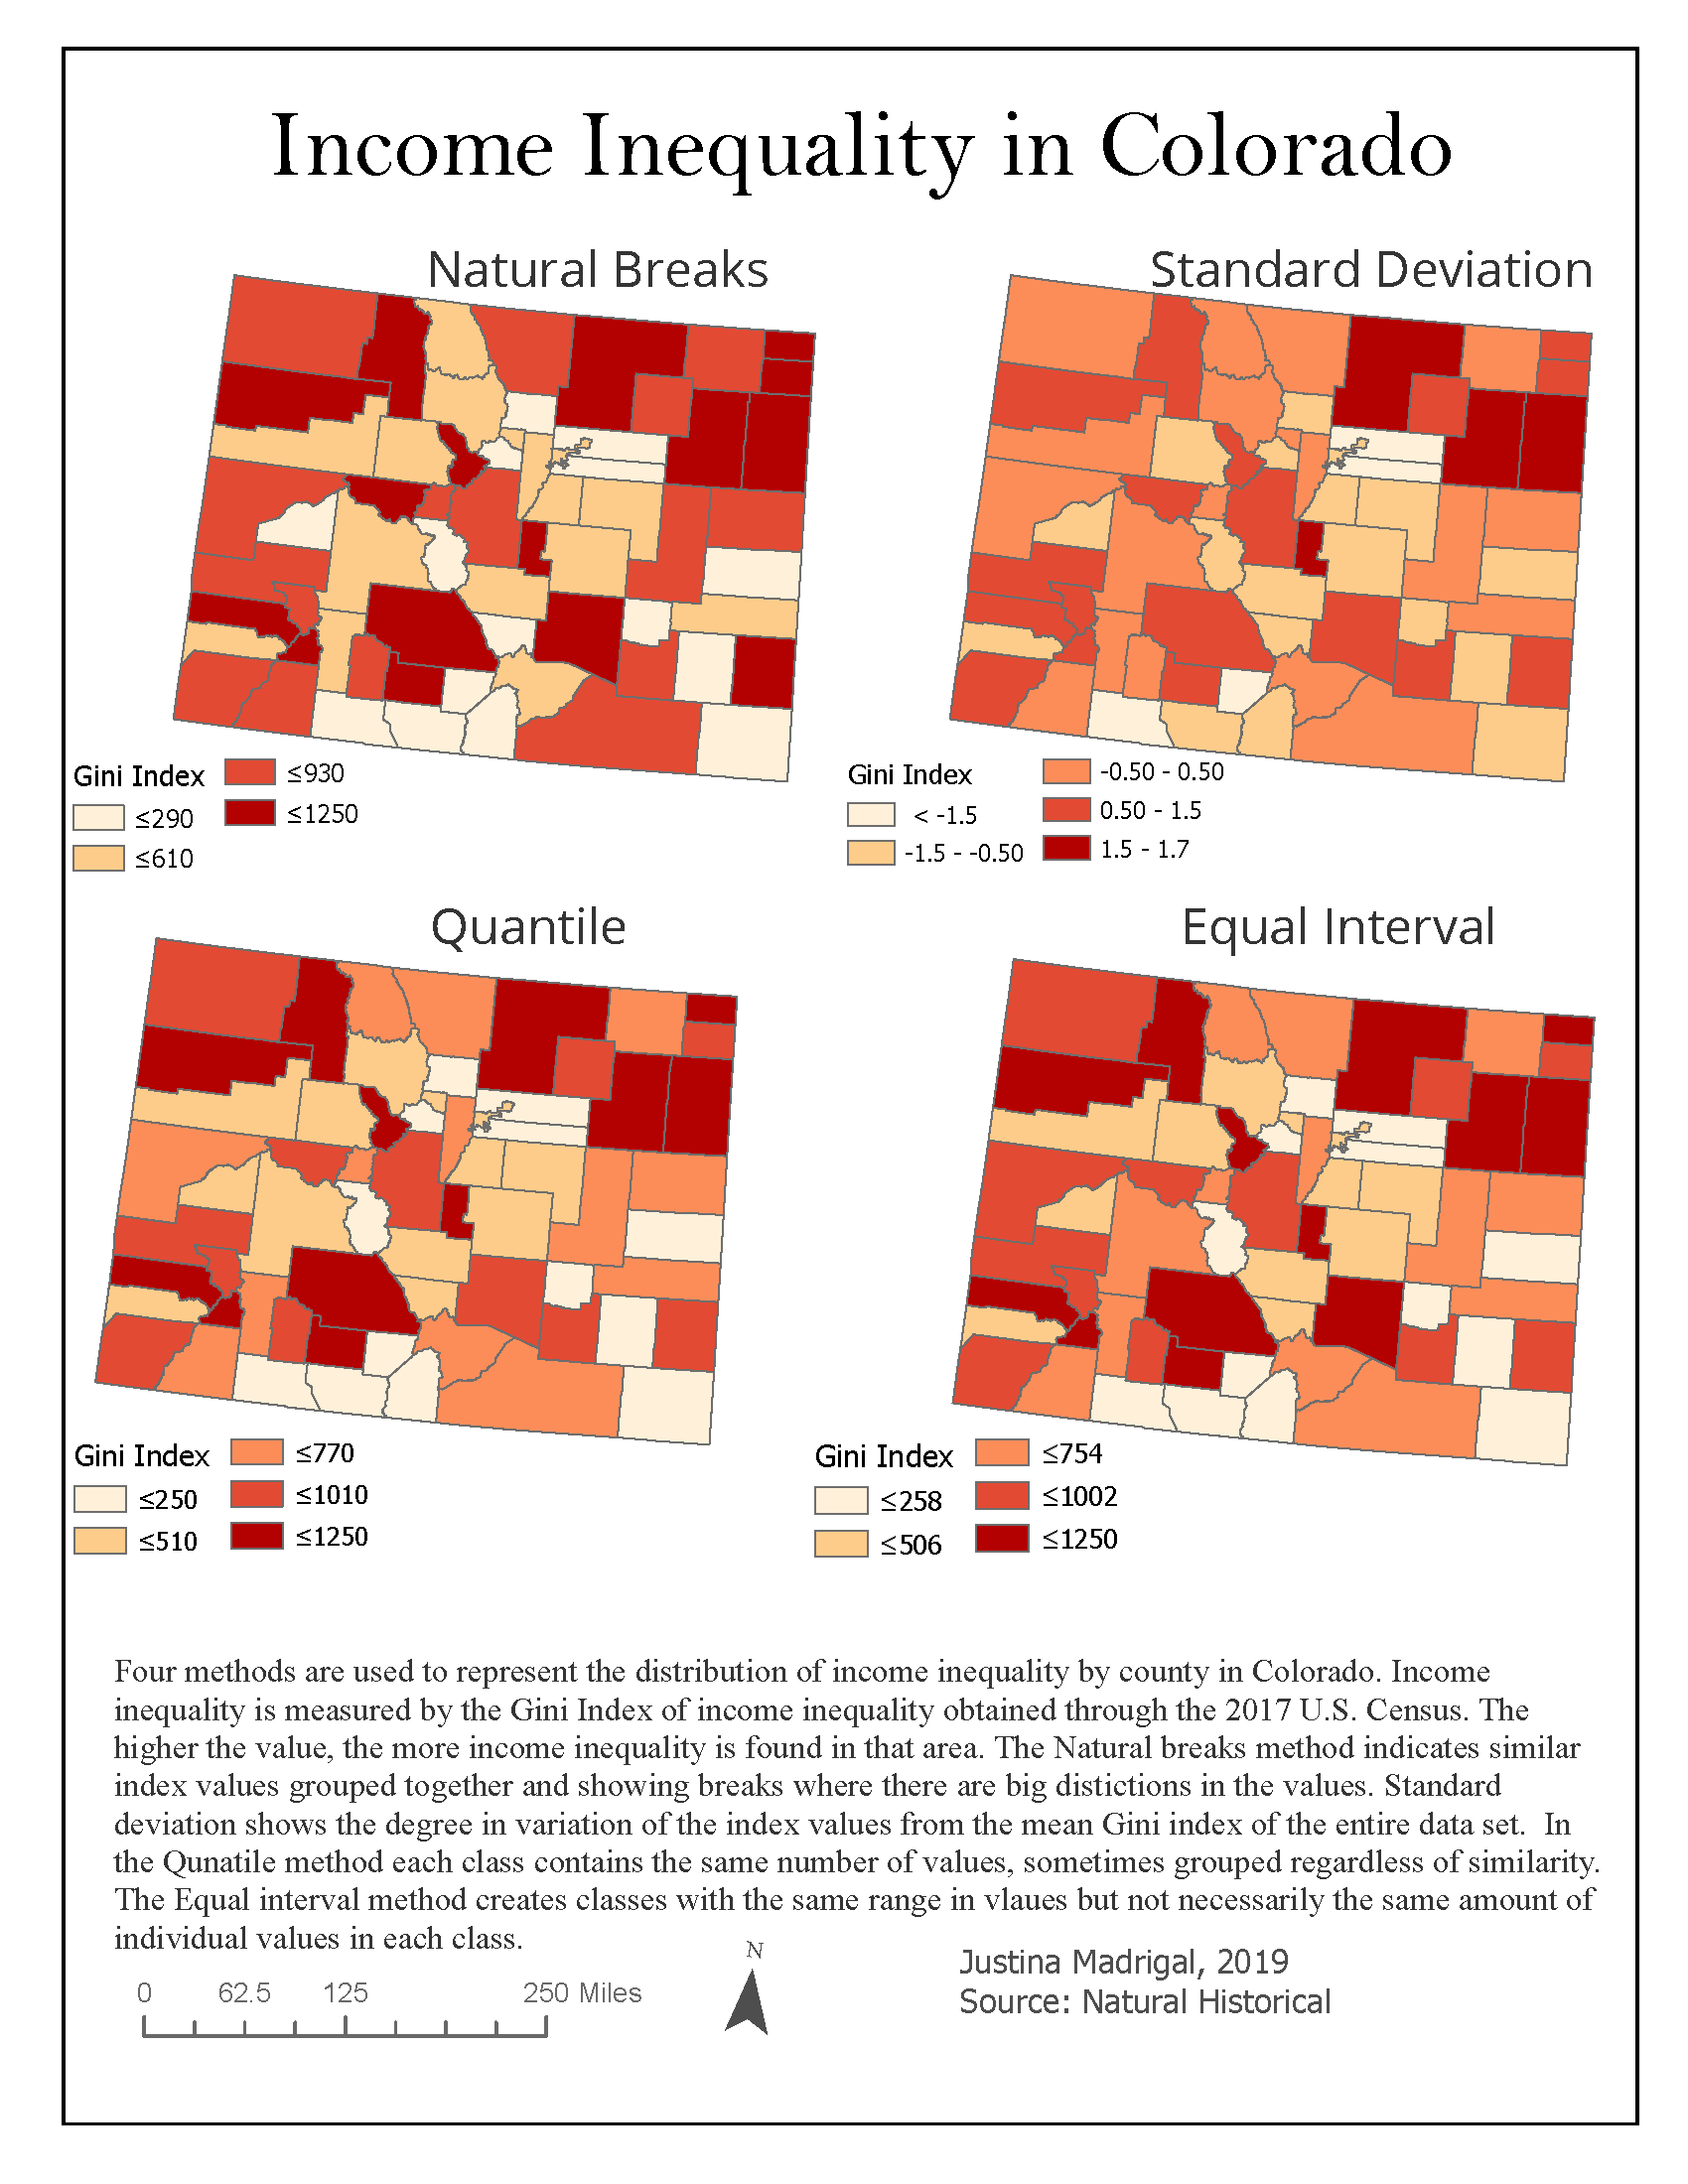 Income Inequality in Colorado
Natural Breaks
Standard Deviation
Gini Index
≤290
≤610
≤930
≤1250
Gini Index
< -1.5
-1.5 - -0.50
-0.50 - 0.50
0.50 - 1.5
1.5 - 1.7
Quantile
Equal Interval
Gini Index
≤250
≤510
≤770
≤1010
≤1250
Gini Index
≤258
≤506
≤754
≤1002
≤1250
Four methods are used to represent the distribution of income inequality by county in Colorado. Income
inequality is measured by the Gini Index of income inequality obtained through the 2017 U.S. Census. The
higher the value, the more income inequality is found in that area. The Natural breaks method indicates similar
index values grouped together and showing breaks where there are big distictions in the values. Standard
deviation shows the degree in variation of the index values from the mean Gini index of the entire data set.  In
the Qunatile method each class contains the same number of values, sometimes grouped regardless of similarity.
The Equal interval method creates classes with the same range in vlaues but not necessarily the same amount of
individual values in each class.
0 62.5 125 250 Miles
N
Justina Madrigal, 2019
Source: Natural Historical